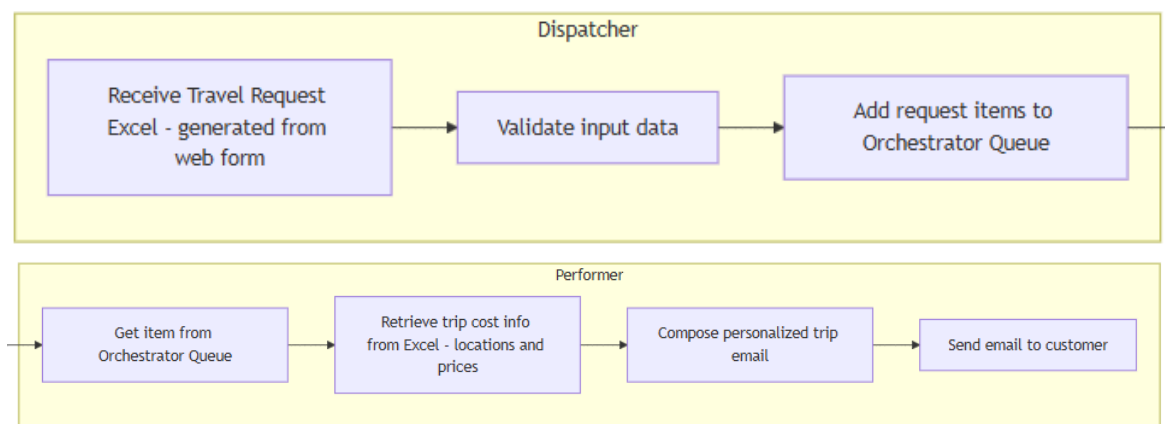 Dispatcher
Receive Travel Request
Excel - generated from
web form
Validate input data
Add request items to
Orchestrator Queue
Performer
Get item from
Orchestrator Queue
Retrieve trip cost info
from Excel - locations and
prices
Compose personalized trip
email
Send email to customer